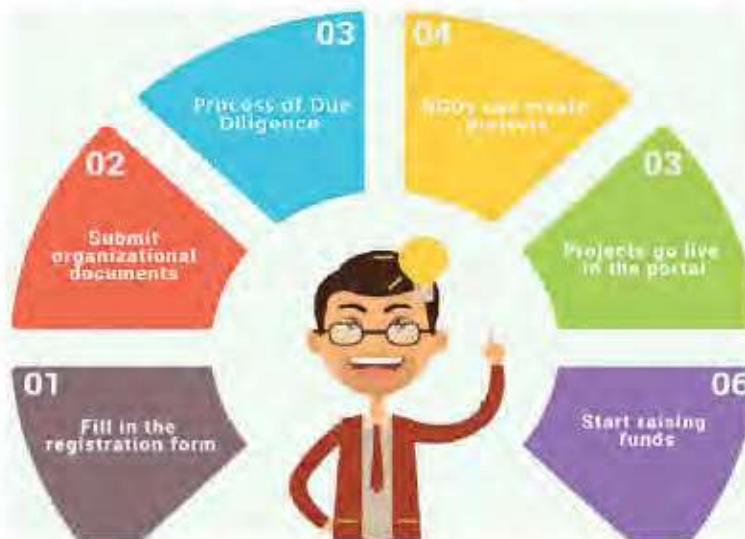 01
Fill in the
registration form
02
Submit
organizational
documents
03
Process of Due
Diligence
04
NGOs can create
projects
03
Projects go live
in the portal
06
Start raising
funds